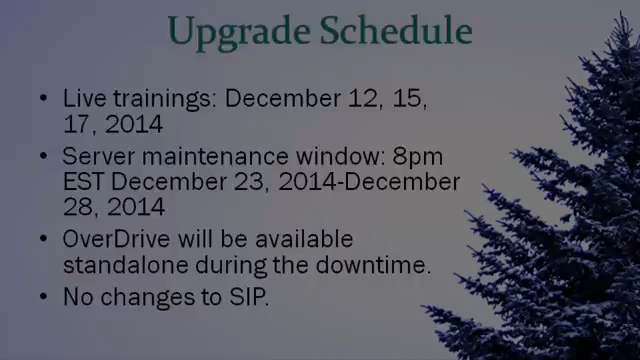 Upgrade Schedule
• Live trainings: December 12, 15,
17, 2014
• Server maintenance window: 8pm
EST December 23, 2014-December
28, 2014
• OverDrive will be available
standalone during the downtime.
• No changes to SIP.